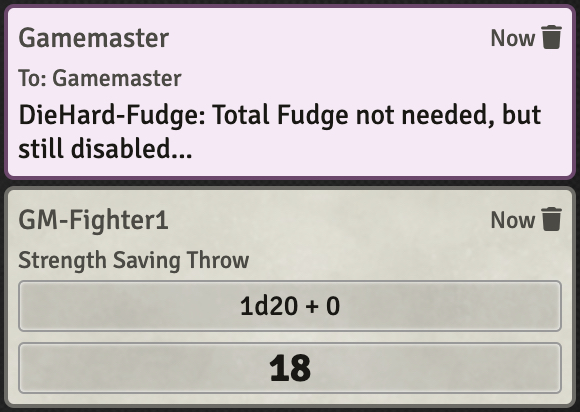 Gamemaster
Now
To: Gamemaster
DieHard-Fudge: Total Fudge not needed, but
still disabled...
GM-Fighter1
Now
Strength Saving Throw
1d20 + 0
18